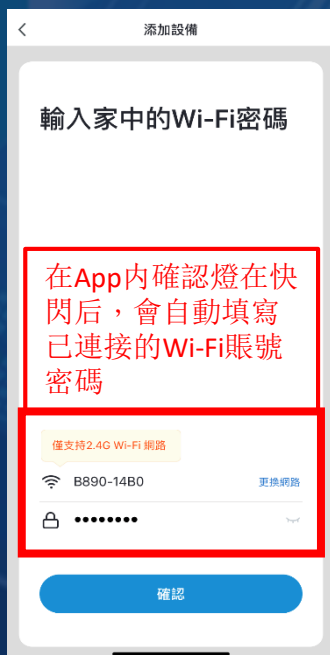 添加設備
輸入家中的Wi-Fi密碼
在App内確認燈在快
閃后，會自動填寫
已連接的Wi-Fi賬號
密碼
僅支持2.4G Wi-Fi 網路
B890-14B0 更換網路
••••••••
確認